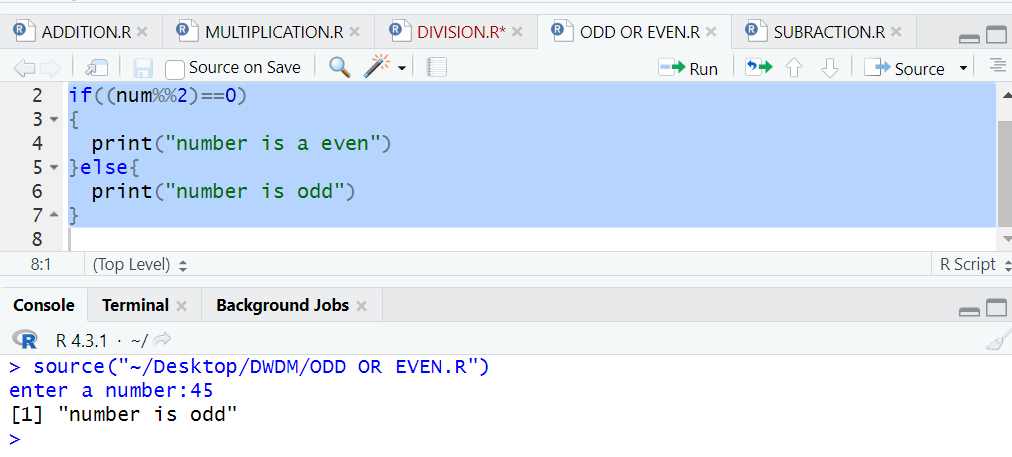 ADDITION.R MULTIPLICATION.R DIVISION.R* ODD OR EVEN.R SUBRACTION.R
Source on Save Run Source
2 if((num%%2)==0)
3 {
4 print("number is a even")
5 }else{
6 print("number is odd")
7 }
8
8:1 (Top Level) R Script
Console Terminal Background Jobs
R R 4.3.1 · ~/
> source("~/Desktop/DWDM/ODD OR EVEN.R")
enter a number:45
[1] "number is odd"
>